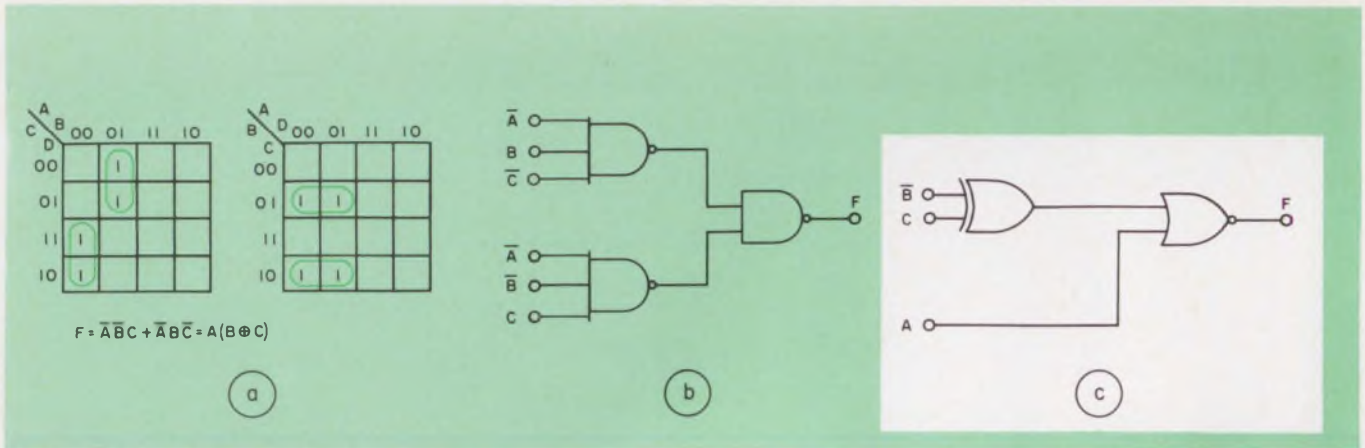 A
B
C
D
00 01 11 10
00 1
01 1
11 1
10 1
A
D
B
C
00 01 11 10
00
01 1 1
11
10 1 1
F = A̅B̅C + A̅BC̅ = A(B⊕C)
a
A̅
B
C̅
A̅
B̅
C
F
b
B̅
C
A
F
c